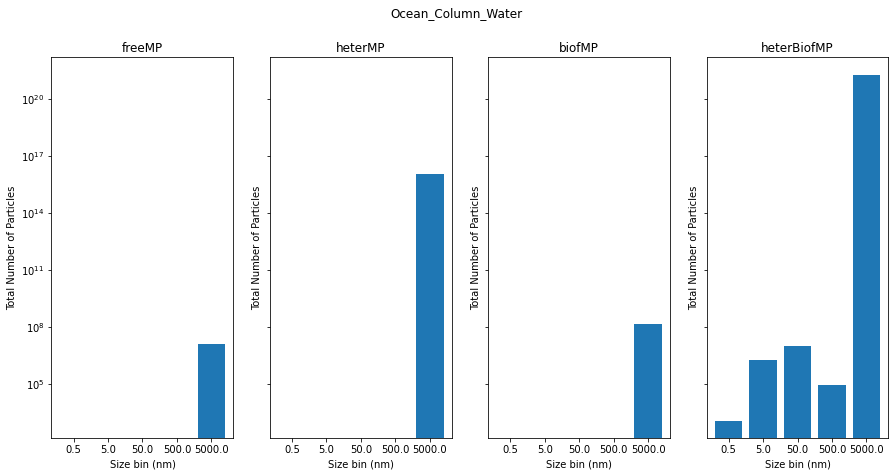 Ocean_Column_Water
freeMP
heterMP
biofMP
heterBiofMP
Total Number of Particles
10^20
10^17
10^14
10^11
10^8
10^5
0.5 5.0 50.0 500.0 5000.0
Size bin (nm)
Total Number of Particles
0.5 5.0 50.0 500.0 5000.0
Size bin (nm)
Total Number of Particles
0.5 5.0 50.0 500.0 5000.0
Size bin (nm)
Total Number of Particles
0.5 5.0 50.0 500.0 5000.0
Size bin (nm)